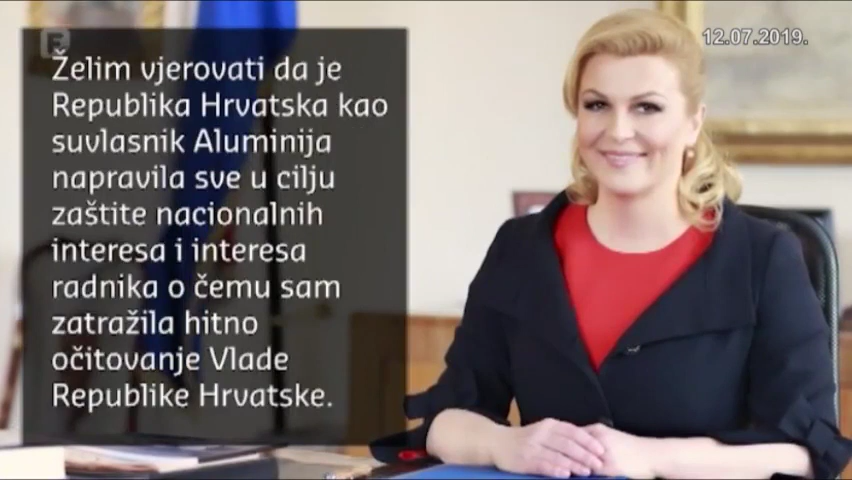 12.07.2019.
Želim vjerovati da je
Republika Hrvatska kao
suvlasnik Aluminija
napravila sve u cilju
zaštite nacionalnih
interesa i interesa
radnika o čemu sam
zatražila hitno
očitovanje Vlade
Republike Hrvatske.